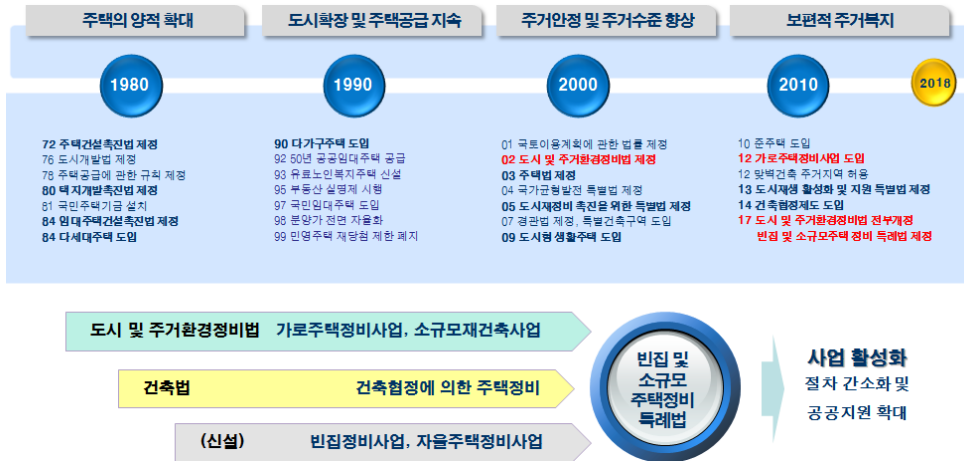 주택의 양적 확대
도시확장 및 주택공급 지속
주거안정 및 주거수준 향상
보편적 주거복지
1980
1990
2000
2010
2018
72 주택건설촉진법 제정
76 도시개발법 제정
78 주택공급에 관한 규칙 제정
80 택지개발촉진법 제정
81 국민주택기금 설치
84 임대주택건설촉진법 제정
84 다세대주택 도입
90 다가구주택 도입
92 50년 공공임대주택 공급
93 유료노인복지주택 신설
95 부동산 실명제 시행
97 국민임대주택 도입
98 분양가 전면 자율화
99 민영주택 재당첨 제한 폐지
01 국토이용계획에 관한 법률 제정
02 도시 및 주거환경정비법 제정
03 주택법 제정
04 국가균형발전 특별법 제정
05 도시재정비 촉진을 위한 특별법 제정
07 경관법 제정, 특별건축구역 도입
09 도시형생활주택 도입
10 준주택 도입
12 가로주택정비사업 도입
12 맞벽건축 주거지역 허용
13 도시재생 활성화 및 지원 특별법 제정
14 건축협정제도 도입
17 도시 및 주거환경비법 전부개정
빈집 및 소규모주택 정비 특례법 제정
도시 및 주거환경정비법 가로주택정비사업, 소규모재건축사업
건축법 건축협정에 의한 주택정비
(신설) 빈집정비사업, 자율주택정비사업
빈집 및
소규모
주택정비
특례법
사업 활성화
절차 간소화 및
공공지원 확대